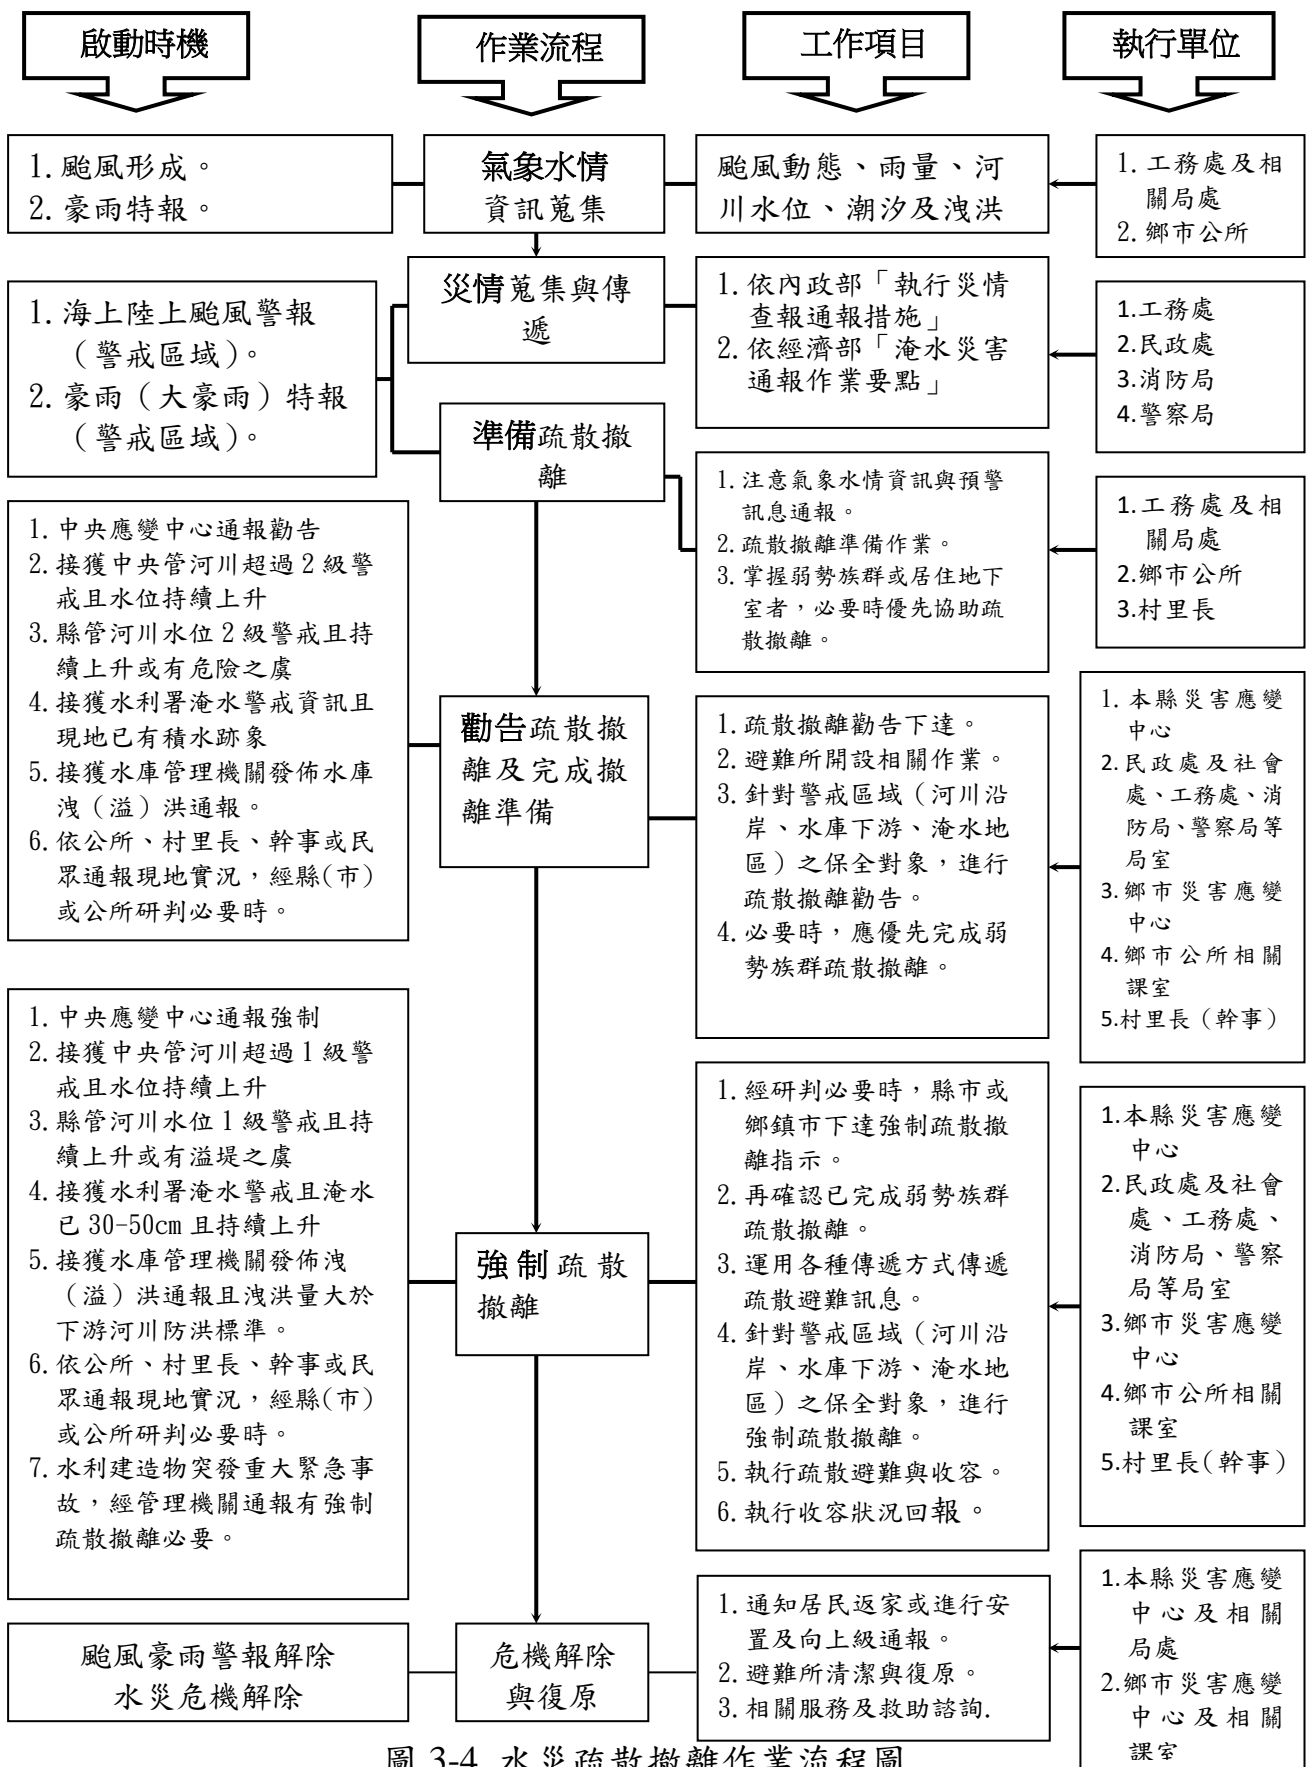 啟動時機
作業流程
工作項目
執行單位
1.颱風形成。
2.豪雨特報。
氣象水情
資訊蒐集
颱風動態、雨量、河
川水位、潮汐及洩洪
1.工務處及相
關局處
2.鄉市公所
1.海上陸上颱風警報
（警戒區域）。
2.豪雨（大豪雨）特報
（警戒區域）。
災情蒐集與傳
遞
1.依內政部「執行災情
查報通報措施」
2.依經濟部「淹水災害
通報作業要點」
1.工務處
2.民政處
3.消防局
4.警察局
準備疏散撤
離
1.注意氣象水情資訊與預警
訊息通報。
2.疏散撤離準備作業。
3.掌握弱勢族群或居住地下
室者，必要時優先協助疏
散撤離。
1.工務處及相
關局處
2.鄉市公所
3.村里長
1.中央應變中心通報勸告
2.接獲中央管河川超過2級警
戒且水位持續上升
3.縣管河川水位2級警戒且持
續上升或有危險之虞
4.接獲水利署淹水警戒資訊且
現地已有積水跡象
5.接獲水庫管理機關發佈水庫
洩（溢）洪通報。
6.依公所、村里長、幹事或民
眾通報現地實況，經縣(市)
或公所研判必要時。
勸告疏散撤
離及完成撤
離準備
1.疏散撤離勸告下達。
2.避難所開設相關作業。
3.針對警戒區域（河川沿
岸、水庫下游、淹水地
區）之保全對象，進行
疏散撤離勸告。
4.必要時，應優先完成弱
勢族群疏散撤離。
1.本縣災害應變
中心
2.民政處及社會
處、工務處、消
防局、警察局等
局室
3.鄉市災害應變
中心
4.鄉市公所相關
課室
5.村里長（幹事）
1.中央應變中心通報強制
2.接獲中央管河川超過1級警
戒且水位持續上升
3.縣管河川水位1級警戒且持
續上升或有溢堤之虞
4.接獲水利署淹水警戒且淹水
已30-50cm且持續上升
5.接獲水庫管理機關發佈洩
（溢）洪通報且洩洪量大於
下游河川防洪標準。
6.依公所、村里長、幹事或民
眾通報現地實況，經縣(市)
或公所研判必要時。
7.水利建造物突發重大緊急事
故，經管理機關通報有強制
疏散撤離必要。
強制疏散
撤離
1.經研判必要時，縣市或
鄉鎮市下達強制疏散撤
離指示。
2.再確認已完成弱勢族群
疏散撤離。
3.運用各種傳遞方式傳遞
疏散避難訊息。
4.針對警戒區域（河川沿
岸、水庫下游、淹水地
區）之保全對象，進行
強制疏散撤離。
5.執行疏散避難與收容。
6.執行收容狀況回報。
1.本縣災害應變
中心
2.民政處及社會
處、工務處、
消防局、警察
局等局室
3.鄉市災害應變
中心
4.鄉市公所相關
課室
5.村里長(幹事)
颱風豪雨警報解除
水災危機解除
危機解除
與復原
1.通知居民返家或進行安
置及向上級通報。
2.避難所清潔與復原。
3.相關服務及救助諮詢.
1.本縣災害應變
中心及相關
局處
2.鄉市災害應變
中心及相關
課室
圖 3-4 水災疏散撤離作業流程圖